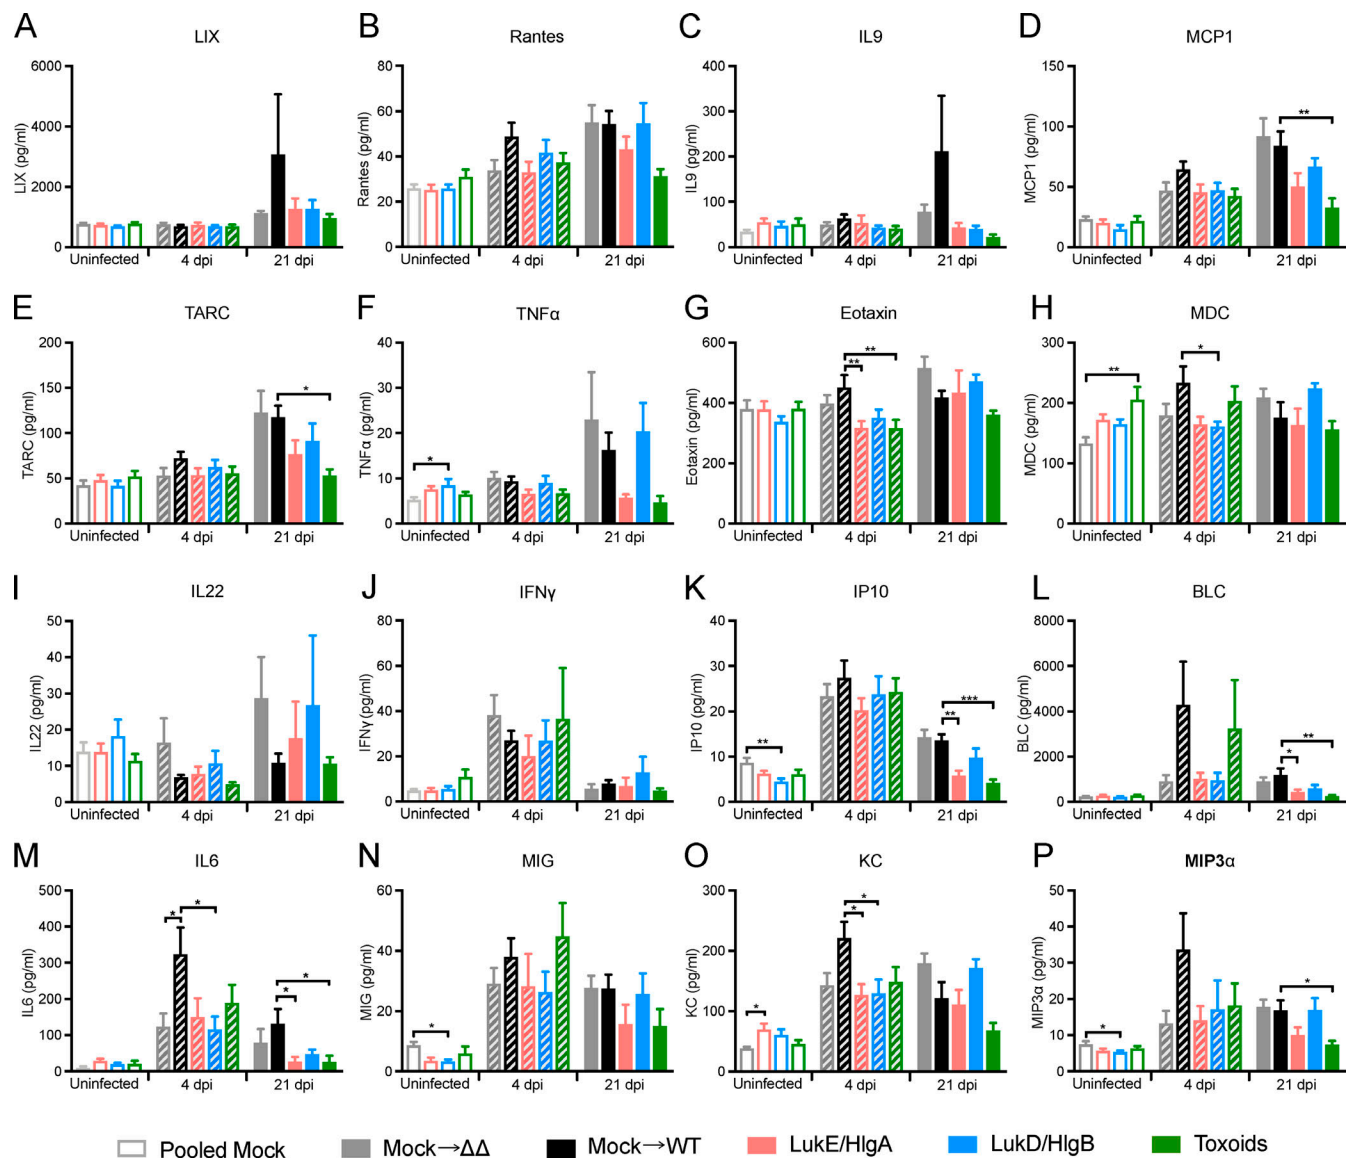 A LIX
B Rantes
C IL9
D MCP1
6000
4000
2000
0
LIX (pg/ml)
Uninfected 4 dpi 21 dpi
80
60
40
20
0
Rantes (pg/ml)
Uninfected 4 dpi 21 dpi
400
300
200
100
0
IL9 (pg/ml)
Uninfected 4 dpi 21 dpi
150
100
50
0
MCP1 (pg/ml)
**
Uninfected 4 dpi 21 dpi
E TARC
F TNFα
G Eotaxin
H MDC
200
150
100
50
0
TARC (pg/ml)
*
Uninfected 4 dpi 21 dpi
40
30
20
10
0
TNFα (pg/ml)
*
Uninfected 4 dpi 21 dpi
600
400
200
0
Eotaxin (pg/ml)
**
**
Uninfected 4 dpi 21 dpi
300
200
100
0
MDC (pg/ml)
**
*
Uninfected 4 dpi 21 dpi
I IL22
J IFNγ
K IP10
L BLC
50
40
30
20
10
0
IL22 (pg/ml)
Uninfected 4 dpi 21 dpi
80
60
40
20
0
IFNγ (pg/ml)
Uninfected 4 dpi 21 dpi
40
30
20
10
0
IP10 (pg/ml)
**
***
**
Uninfected 4 dpi 21 dpi
8000
6000
4000
2000
0
BLC (pg/ml)
**
*
Uninfected 4 dpi 21 dpi
M IL6
N MIG
O KC
P MIP3α
500
400
300
200
100
0
IL6 (pg/ml)
*
*
*
*
Uninfected 4 dpi 21 dpi
60
40
20
0
MIG (pg/ml)
*
Uninfected 4 dpi 21 dpi
300
200
100
0
KC (pg/ml)
*
*
*
Uninfected 4 dpi 21 dpi
50
40
30
20
10
0
MIP3α (pg/ml)
*
*
Uninfected 4 dpi 21 dpi
Pooled Mock Mock→ΔΔ Mock→WT LukE/HlgA LukD/HlgB Toxoids